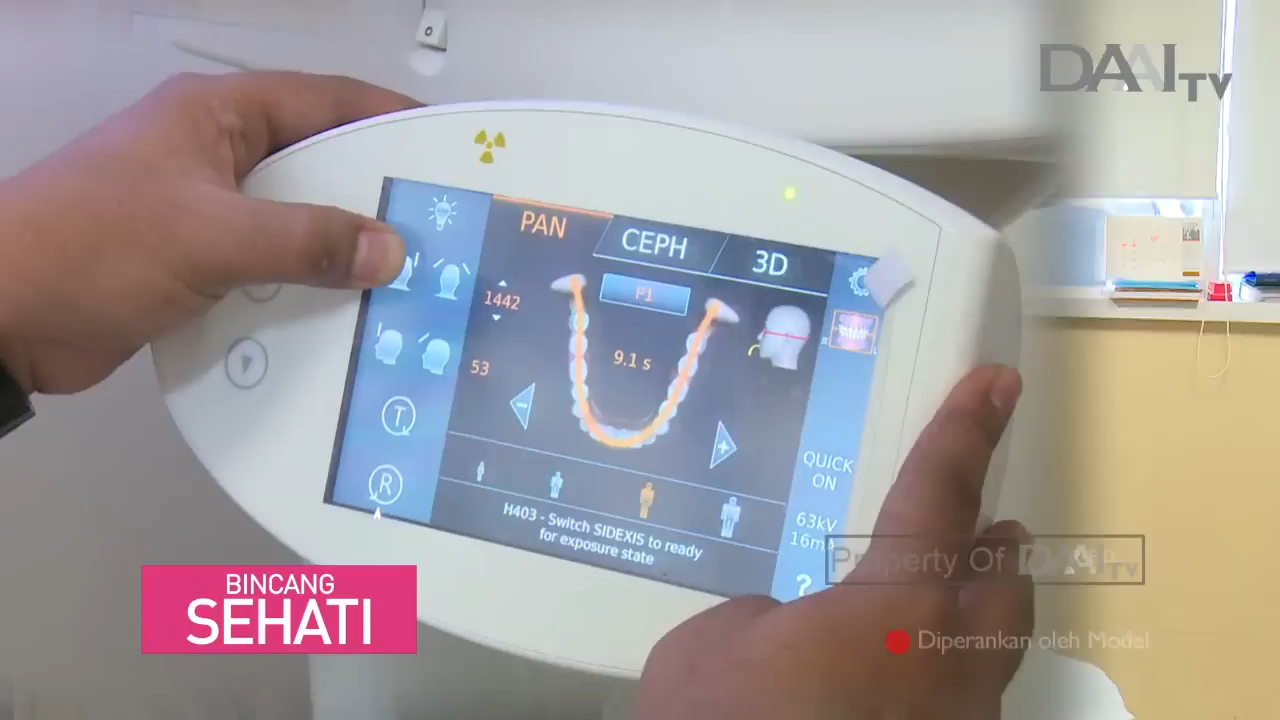 O
DAAI TV
PAN
CEPH
3D
P1
1442
9.1 s
53
R
L
T
R
QUICK
ON
63kV
16m
H403 - Switch SIDEXIS to ready
for exposure state
?
Property Of DAAI TV
BINCANG
SEHATI
Diperankan oleh Model